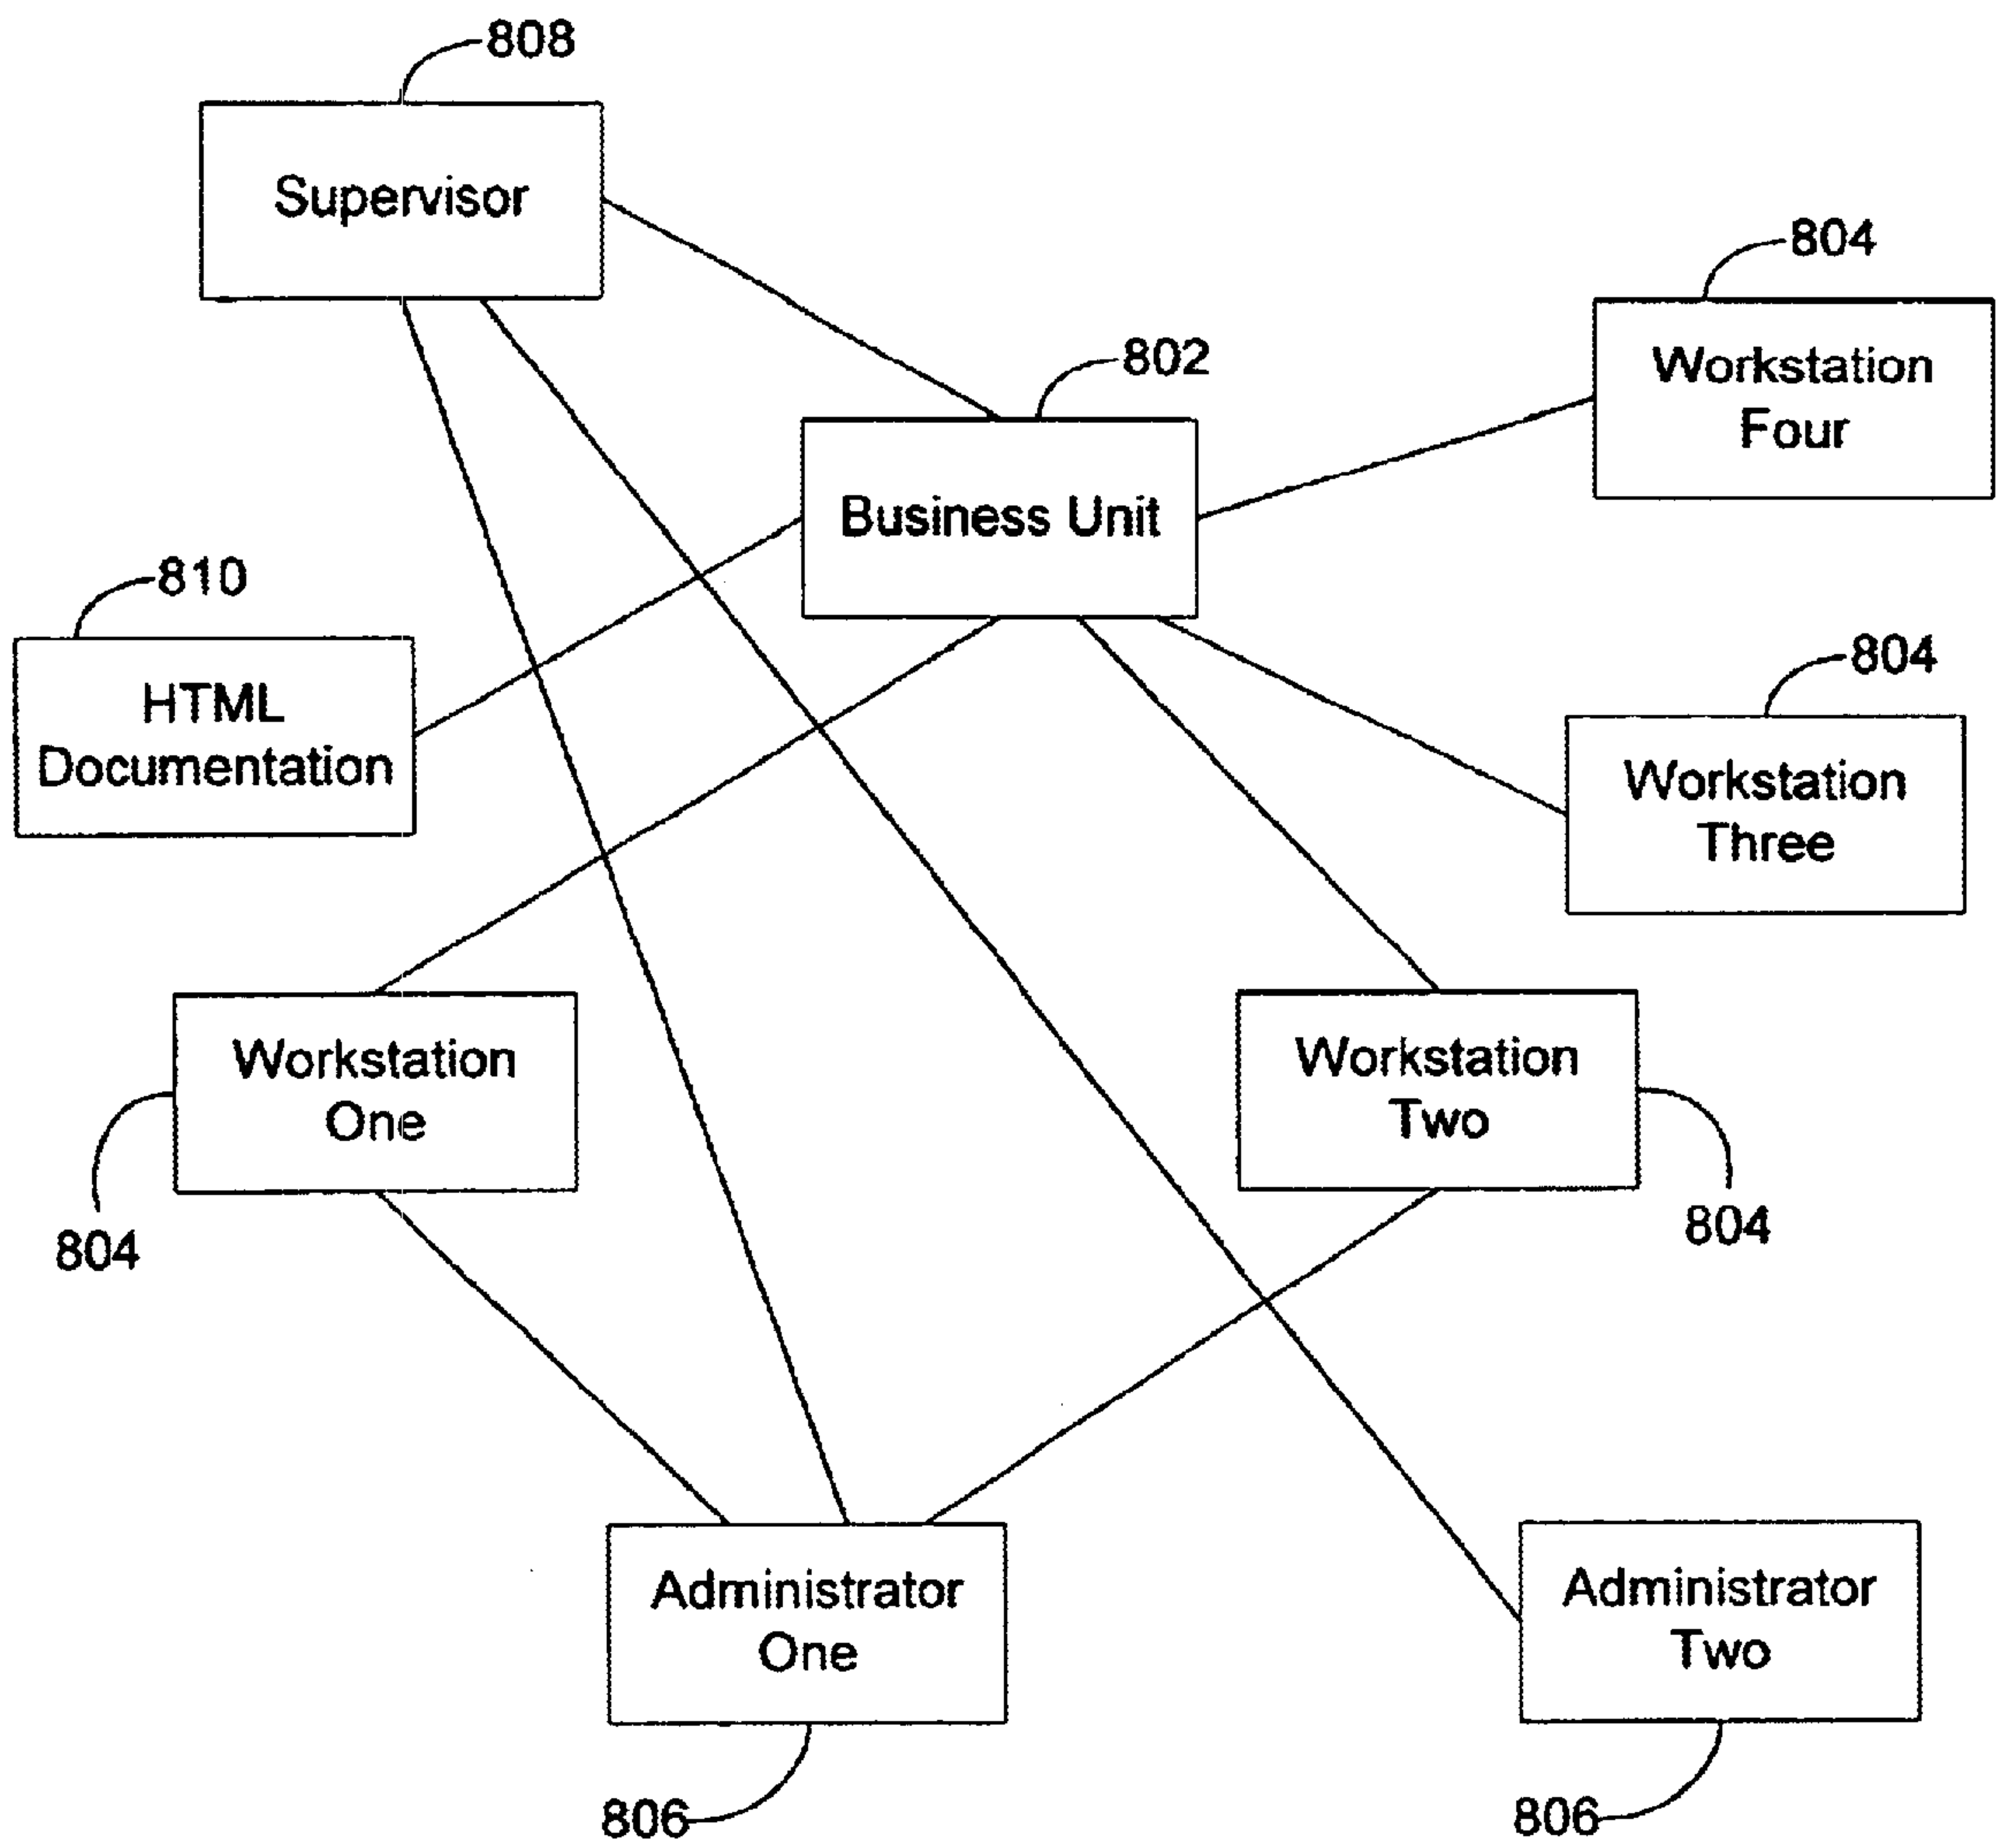 808
Supervisor
804
Workstation
Four
802
Business Unit
810
HTML
Documentation
804
Workstation
Three
Workstation
One
804
Workstation
Two
804
Administrator
One
806
Administrator
Two
806